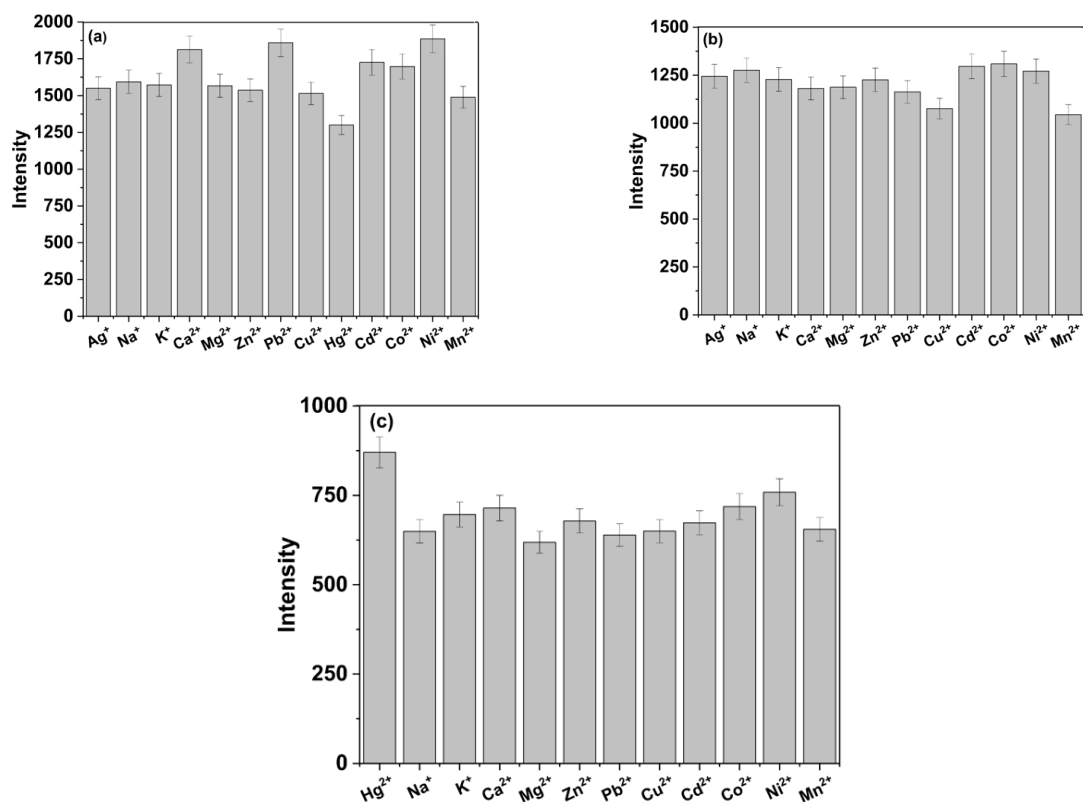 (a)
Intensity
2000
1750
1500
1250
1000
750
500
250
0
Ag⁺ Na⁺ K⁺ Ca²⁺ Mg²⁺ Zn²⁺ Pb²⁺ Cu²⁺ Hg²⁺ Cd²⁺ Co²⁺ Ni²⁺ Mn²⁺
(b)
Intensity
1500
1250
1000
750
500
250
0
Ag⁺ Na⁺ K⁺ Ca²⁺ Mg²⁺ Zn²⁺ Pb²⁺ Cu²⁺ Cd²⁺ Co²⁺ Ni²⁺ Mn²⁺
(c)
Intensity
1000
750
500
250
0
Hg²⁺ Na⁺ K⁺ Ca²⁺ Mg²⁺ Zn²⁺ Pb²⁺ Cu²⁺ Cd²⁺ Co²⁺ Ni²⁺ Mn²⁺